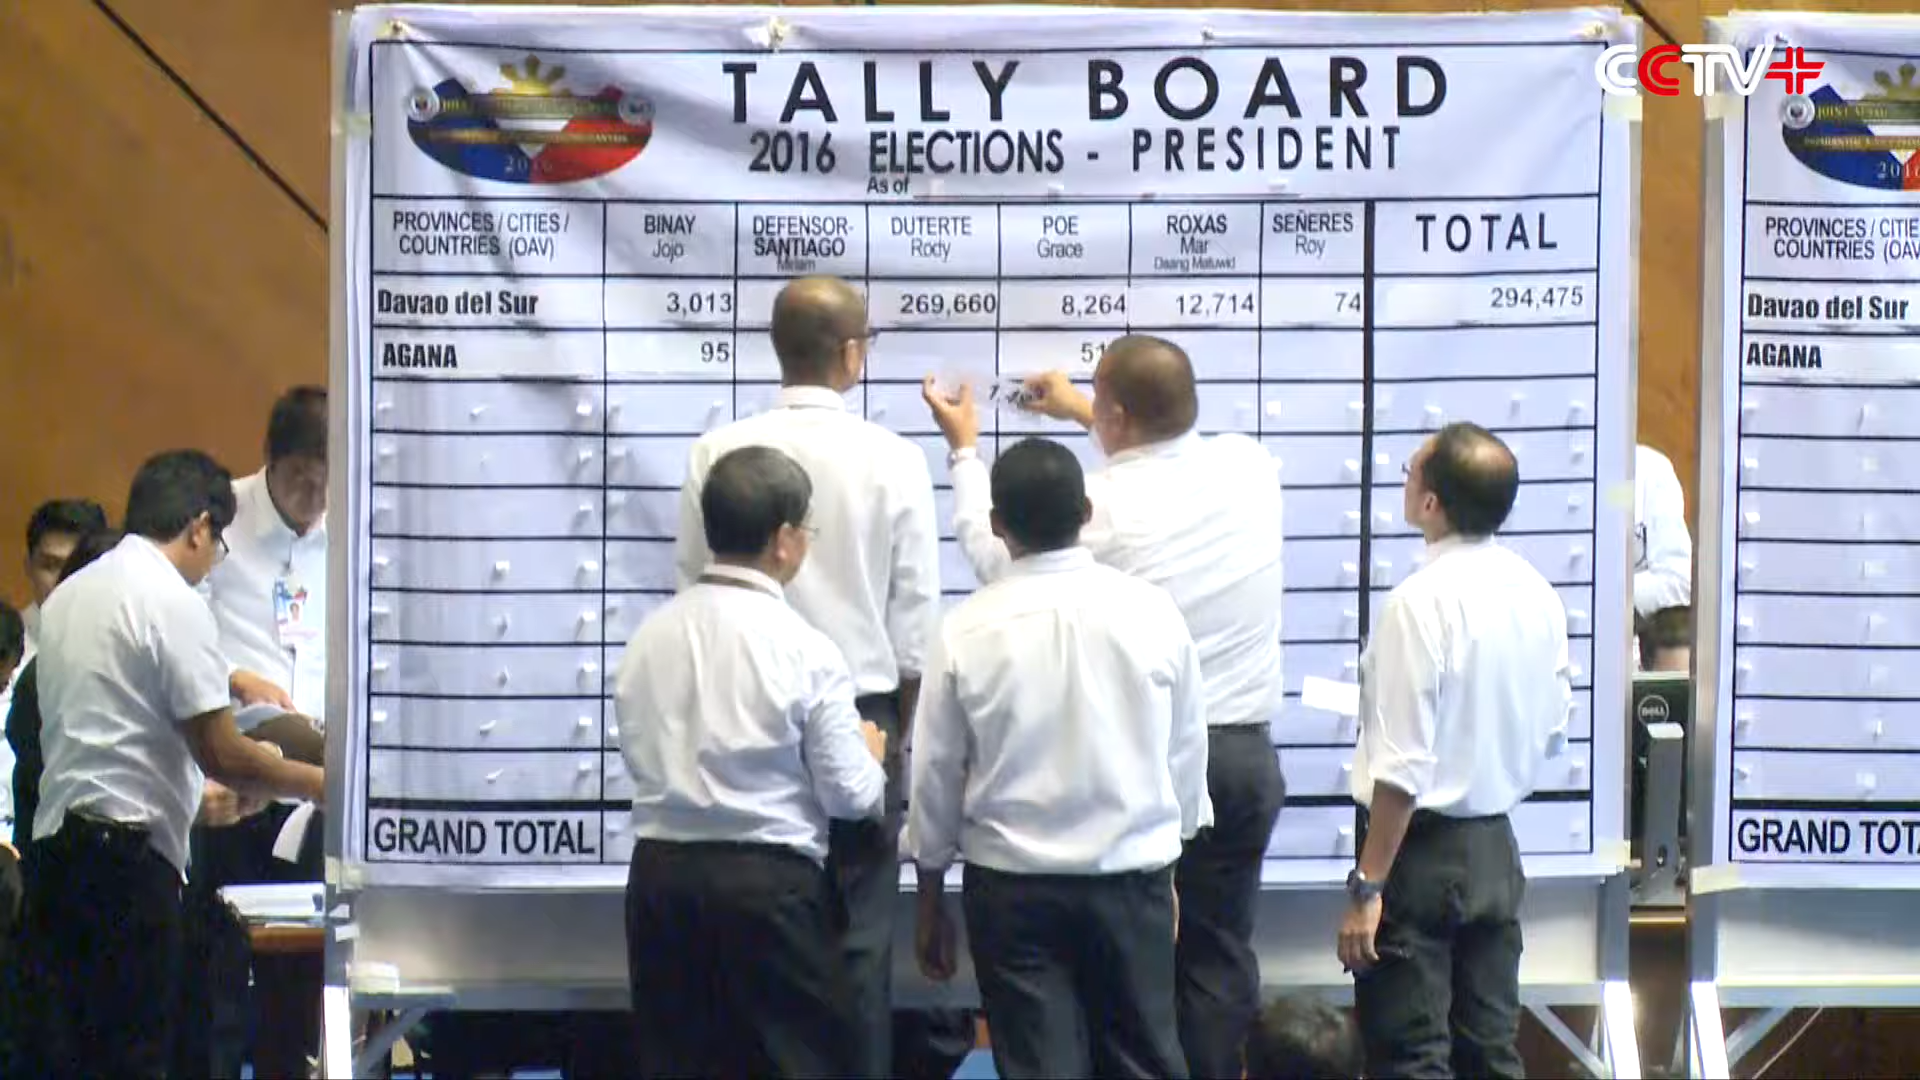 CCTV+
TALLY BOARD
2016 ELECTIONS - PRESIDENT
As of
2016
PROVINCES / CITIES /
COUNTRIES (OAV)
BINAY
Jojo
DEFENSOR-
SANTIAGO
Miriam
DUTERTE
Rody
POE
Grace
ROXAS
Mar
Daang Matuwid
SEÑERES
Roy
TOTAL
Davao del Sur 3,013 269,660 8,264 12,714 74 294,475
AGANA 95
GRAND TOTAL
PROVINCES / CITIE
COUNTRIES (OAV
Davao del Sur
AGANA
GRAND TOT
DELL